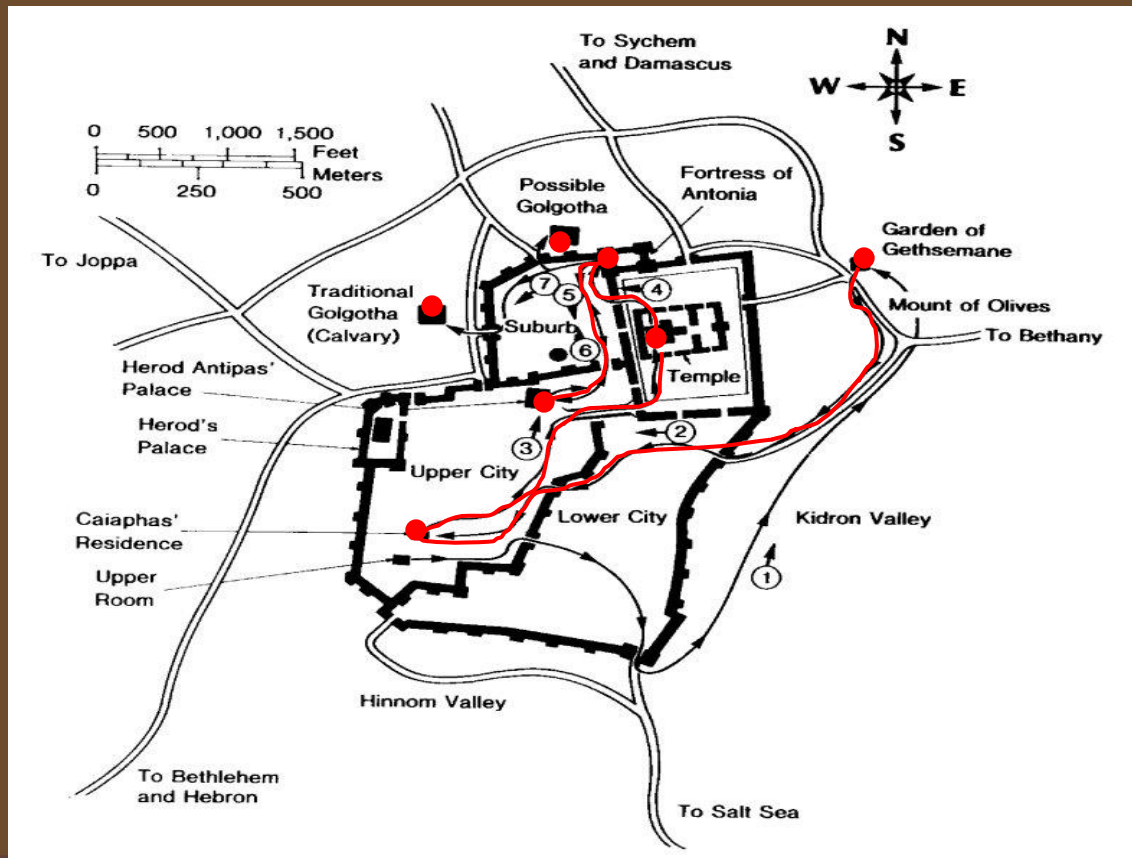 To Sychem
and Damascus
N
W
E
S
0 500 1,000 1,500
Feet
Meters
0 250 500
Possible
Golgotha
Fortress of
Antonia
Garden of
Gethsemane
To Joppa
Traditional
Golgotha
(Calvary)
7
5
4
Suburb
Mount of Olives
To Bethany
6
Temple
Herod Antipas'
Palace
Herod's
Palace
3
2
Upper City
Caiaphas'
Residence
Lower City
Kidron Valley
Upper
Room
1
Hinnom Valley
To Bethlehem
and Hebron
To Salt Sea